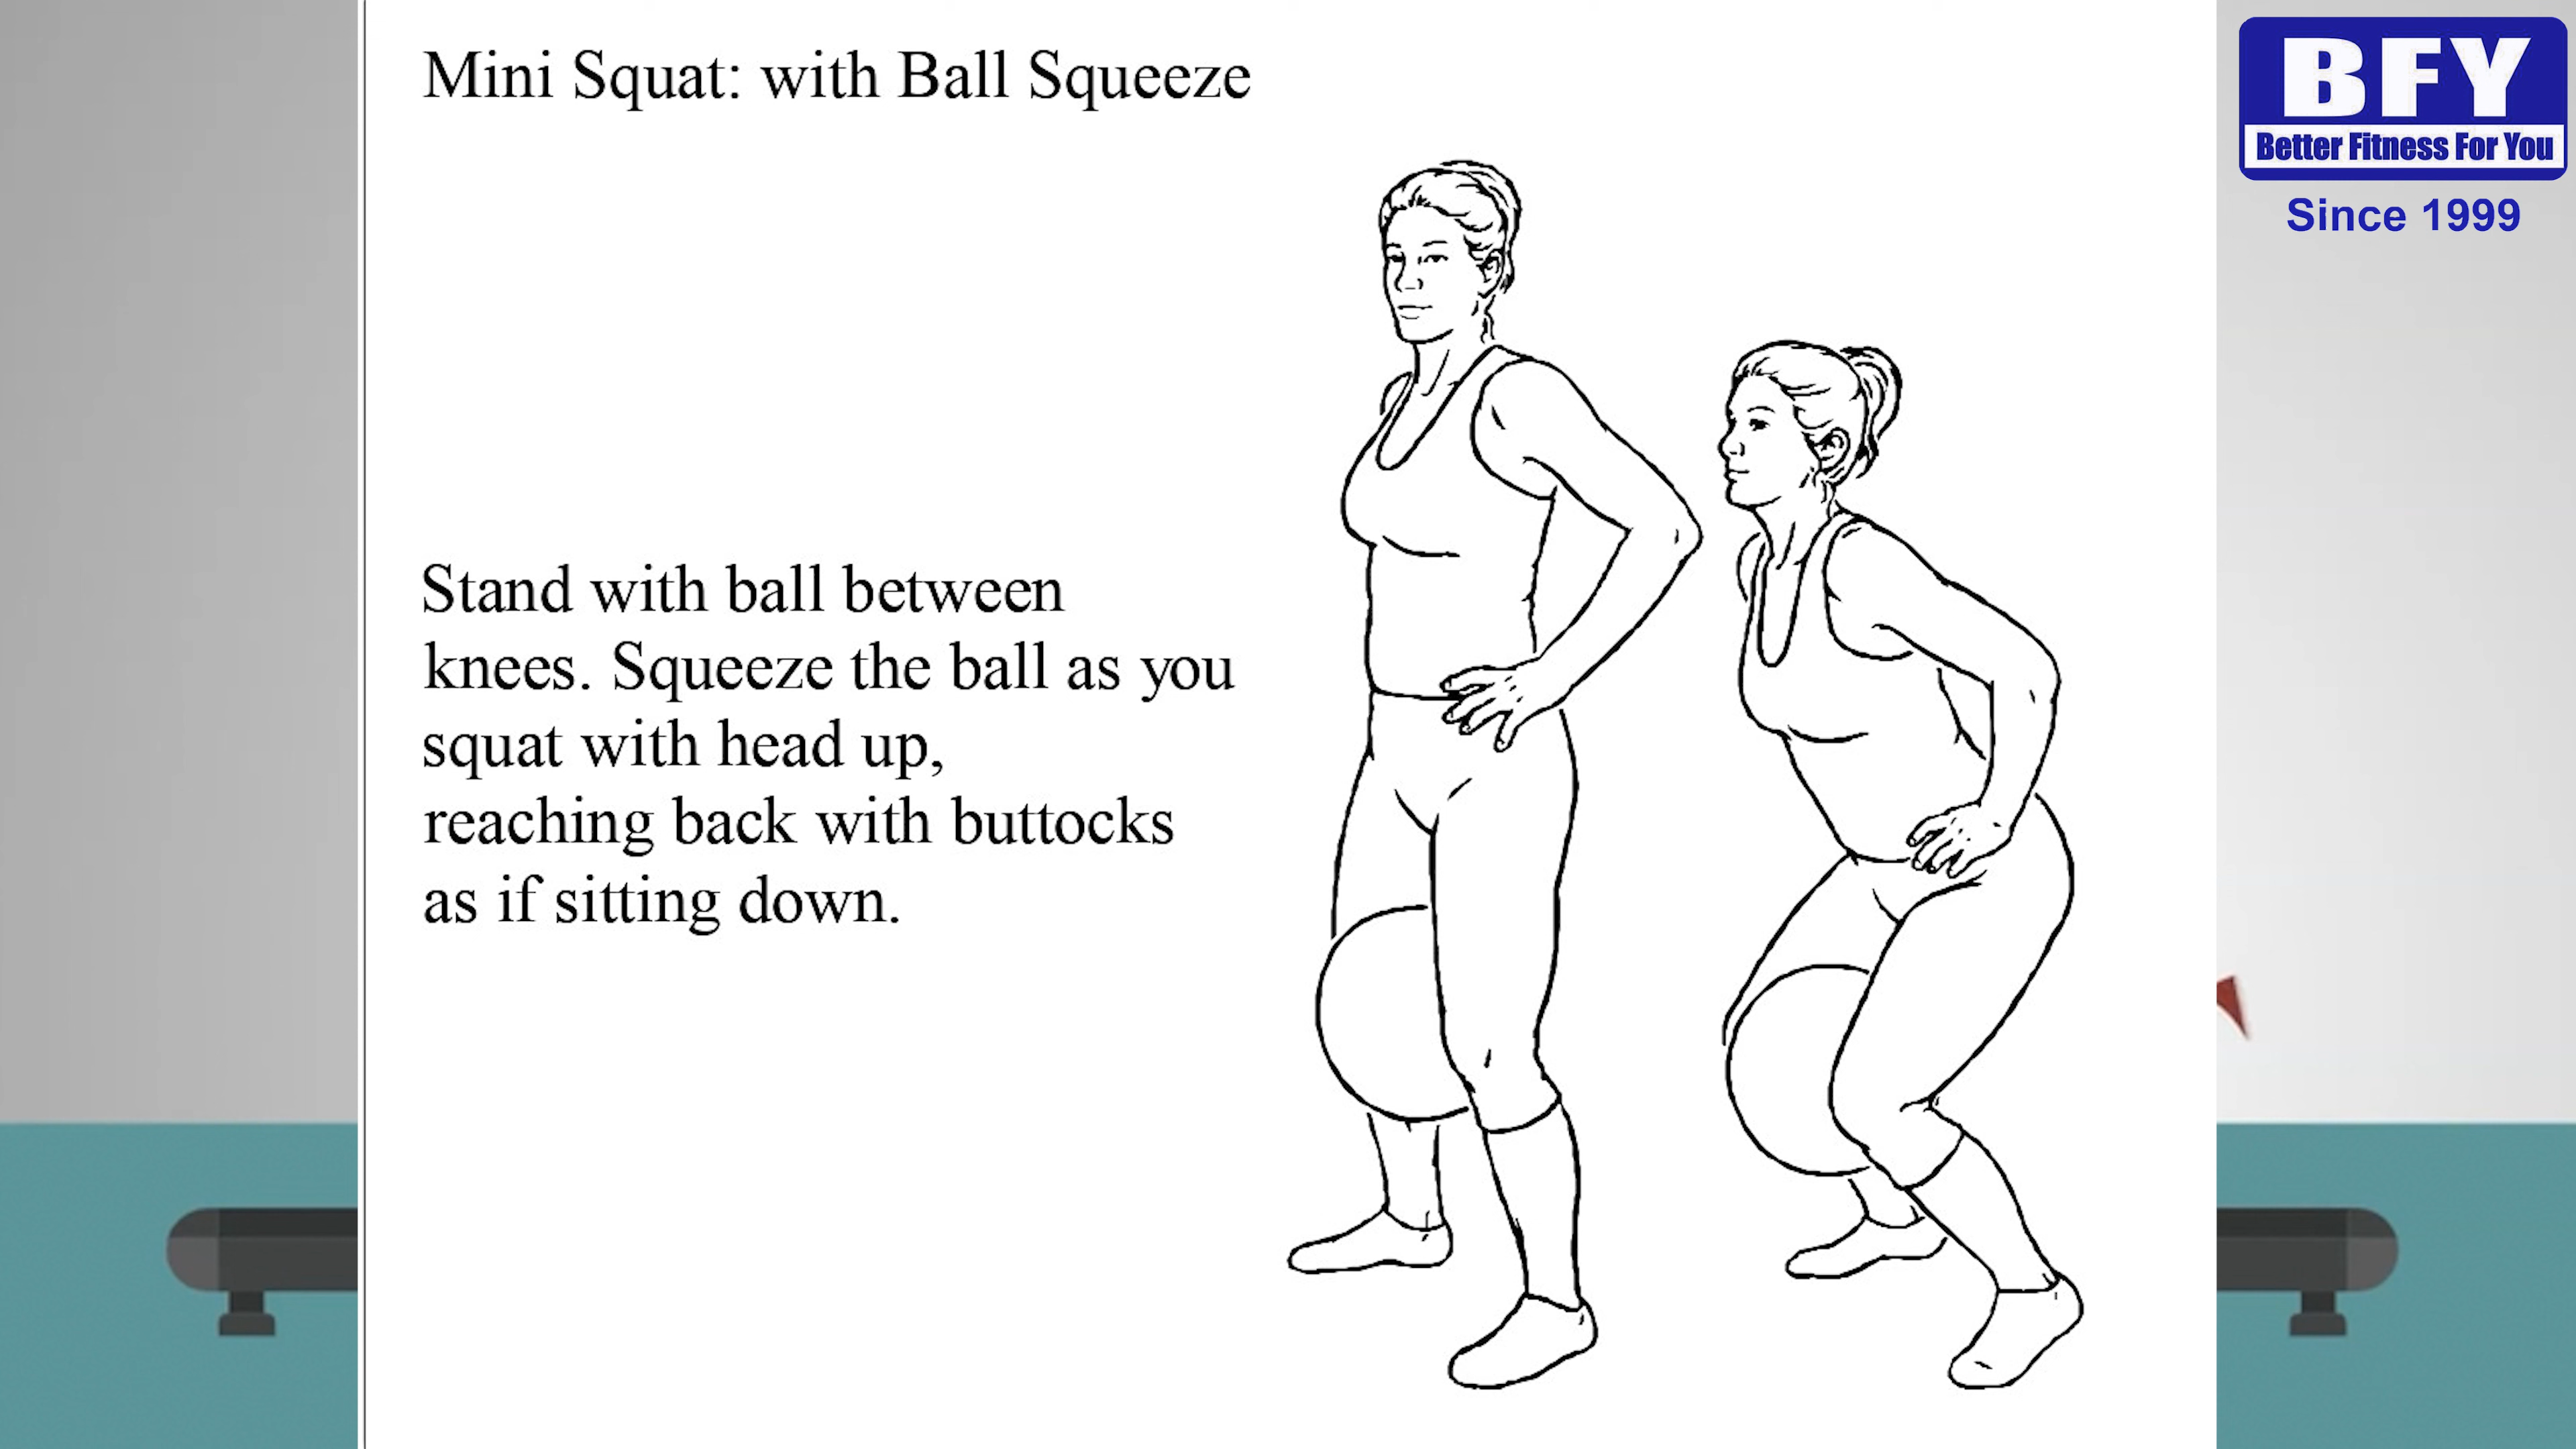 Mini Squat: with Ball Squeeze
Stand with ball between
knees. Squeeze the ball as you
squat with head up,
reaching back with buttocks
as if sitting down.
BFY
Better Fitness For You
Since 1999